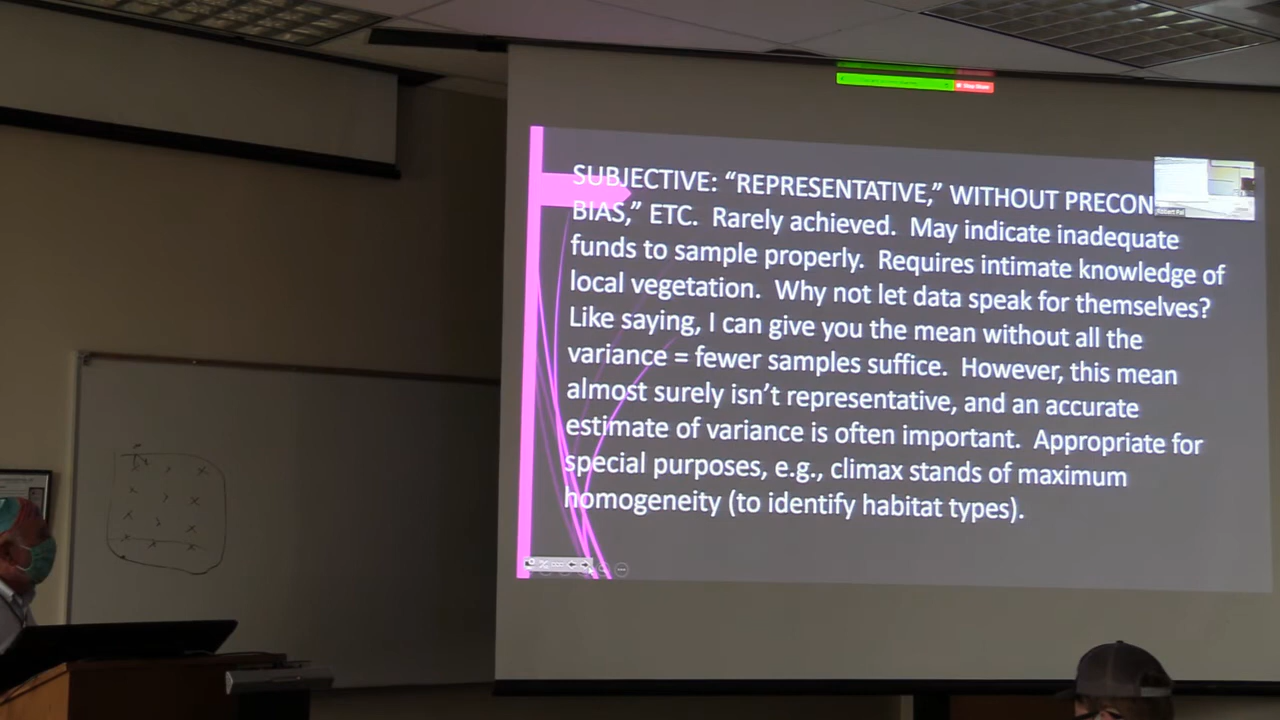 Stop Share
SUBJECTIVE: “REPRESENTATIVE,” WITHOUT PRECON
BIAS,” ETC. Rarely achieved. May indicate inadequate
funds to sample properly. Requires intimate knowledge of
local vegetation. Why not let data speak for themselves?
Like saying, I can give you the mean without all the
variance = fewer samples suffice. However, this mean
almost surely isn’t representative, and an accurate
estimate of variance is often important. Appropriate for
special purposes, e.g., climax stands of maximum
homogeneity (to identify habitat types).